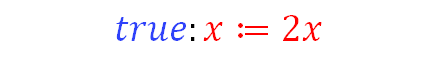 true: x := 2x